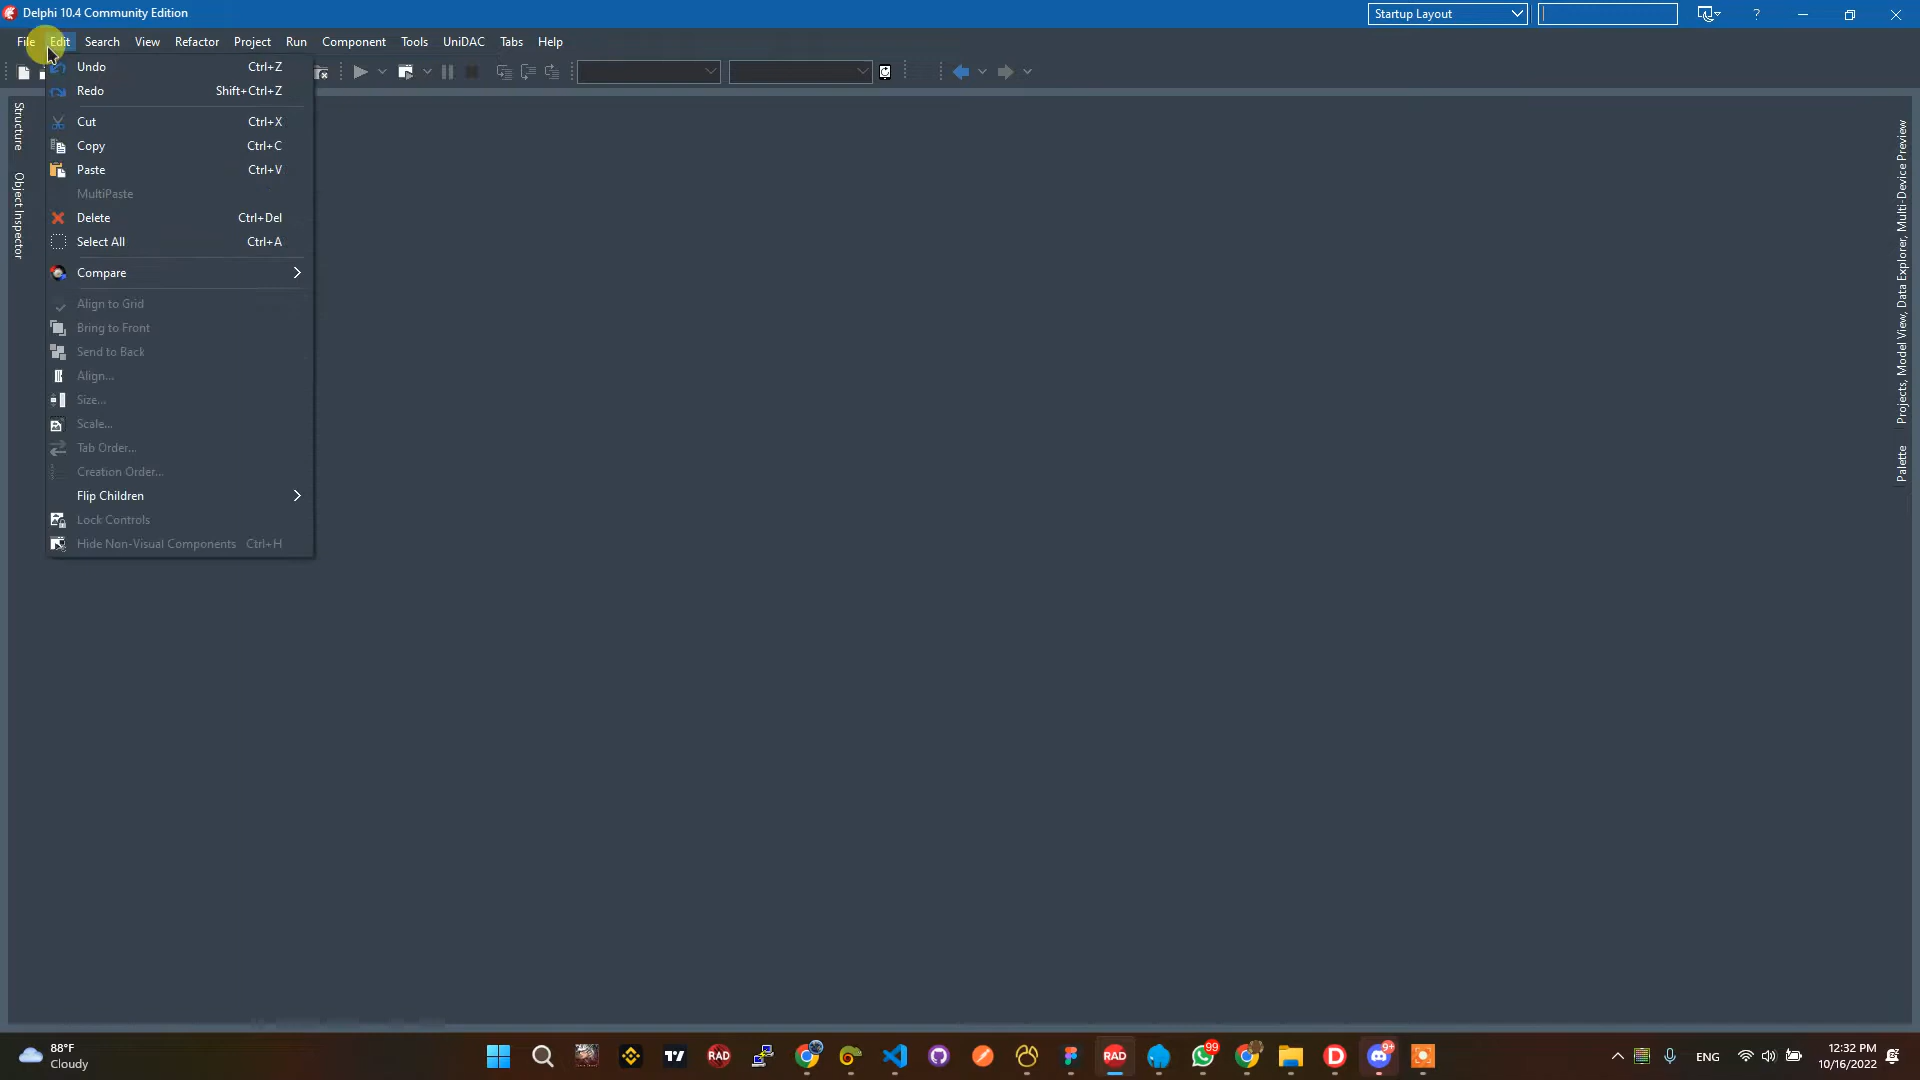 Delphi 10.4 Community Edition
Startup Layout
File Edit Search View Refactor Project Run Component Tools UniDAC Tabs Help
Undo Ctrl+Z
Redo Shift+Ctrl+Z
Cut Ctrl+X
Copy Ctrl+C
Paste Ctrl+V
MultiPaste
Delete Ctrl+Del
Select All Ctrl+A
Compare
Align to Grid
Bring to Front
Send to Back
Align...
Size...
Scale...
Tab Order...
Creation Order...
Flip Children
Lock Controls
Hide Non-Visual Components Ctrl+H
Structure
Object Inspector
Projects, Model View, Data Explorer, Multi-Device Preview
Palette
88°F
Cloudy
RAD
RAD
99
9+
ENG
12:32 PM
10/16/2022